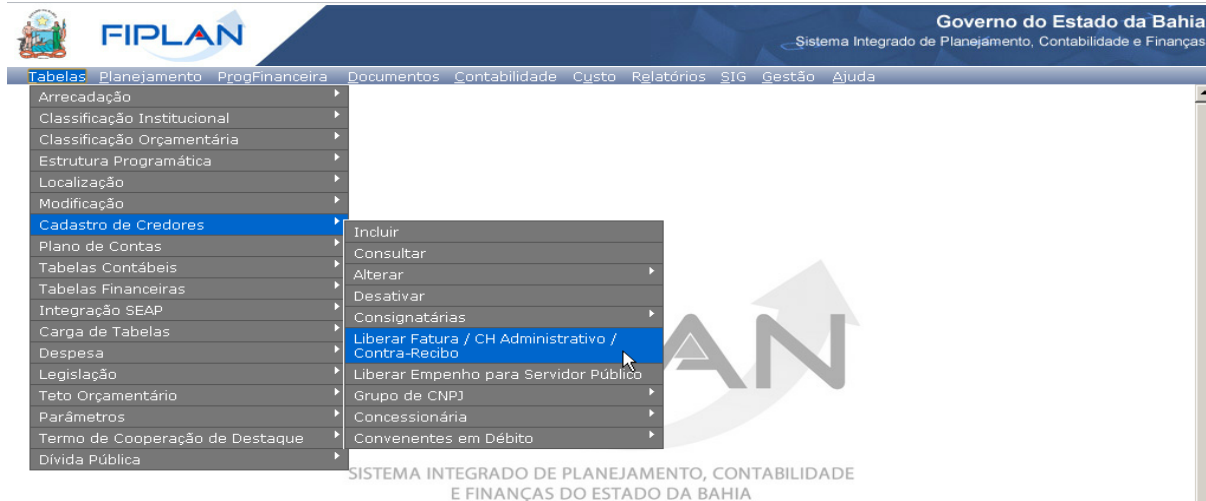 FIPLAN
Governo do Estado da Bahia
Sistema Integrado de Planejamento, Contabilidade e Finanças
Tabelas Planejamento ProgFinanceira Documentos Contabilidade Custo Relatórios SIG Gestão Ajuda
Arrecadação
Classificação Institucional
Classificação Orçamentária
Estrutura Programática
Localização
Modificação
Cadastro de Credores
Plano de Contas
Tabelas Contábeis
Tabelas Financeiras
Integração SEAP
Carga de Tabelas
Despesa
Legislação
Teto Orçamentário
Parâmetros
Termo de Cooperação de Destaque
Dívida Pública
Incluir
Consultar
Alterar
Desativar
Consignatárias
Liberar Fatura / CH Administrativo /
Contra-Recibo
Liberar Empenho para Servidor Público
Grupo de CNPJ
Concessionária
Convenentes em Débito
AN
SISTEMA INTEGRADO DE PLANEJAMENTO, CONTABILIDADE
E FINANÇAS DO ESTADO DA BAHIA